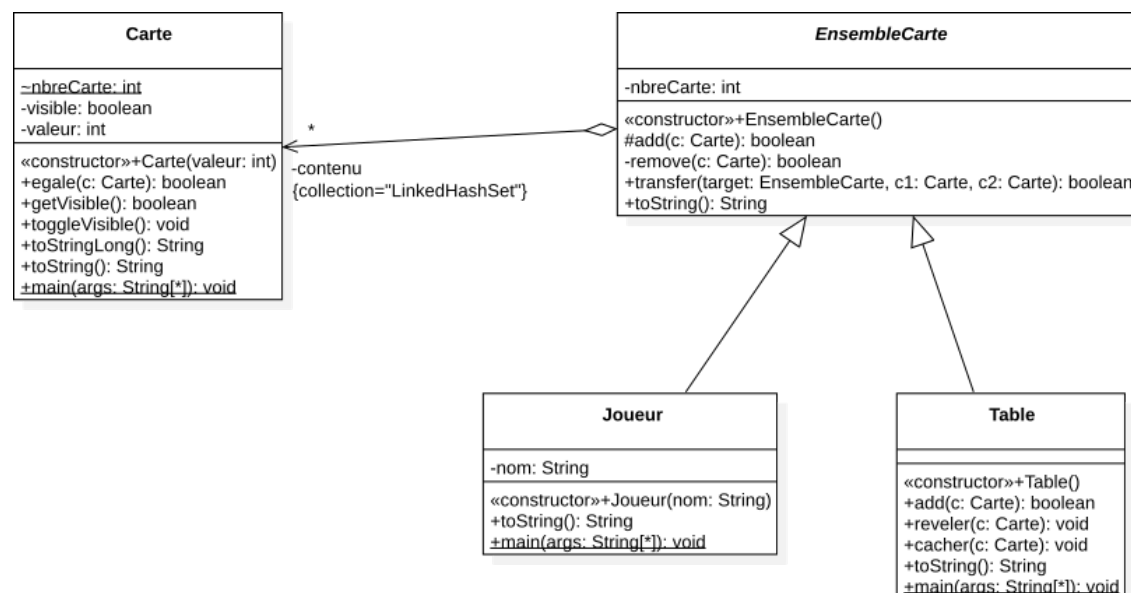 Carte
~nbreCarte: int
-visible: boolean
-valeur: int
«constructor»+Carte(valeur: int)
+egale(c: Carte): boolean
+getVisible(): boolean
+toggleVisible(): void
+toStringLong(): String
+toString(): String
+main(args: String[*]): void
*
-contenu
{collection="LinkedHashSet"}
EnsembleCarte
-nbreCarte: int
«constructor»+EnsembleCarte()
#add(c: Carte): boolean
-remove(c: Carte): boolean
+transfer(target: EnsembleCarte, c1: Carte, c2: Carte): boolean
+toString(): String
Joueur
-nom: String
«constructor»+Joueur(nom: String)
+toString(): String
+main(args: String[*]): void
Table
«constructor»+Table()
+add(c: Carte): boolean
+reveler(c: Carte): void
+cacher(c: Carte): void
+toString(): String
+main(args: String[*]): void